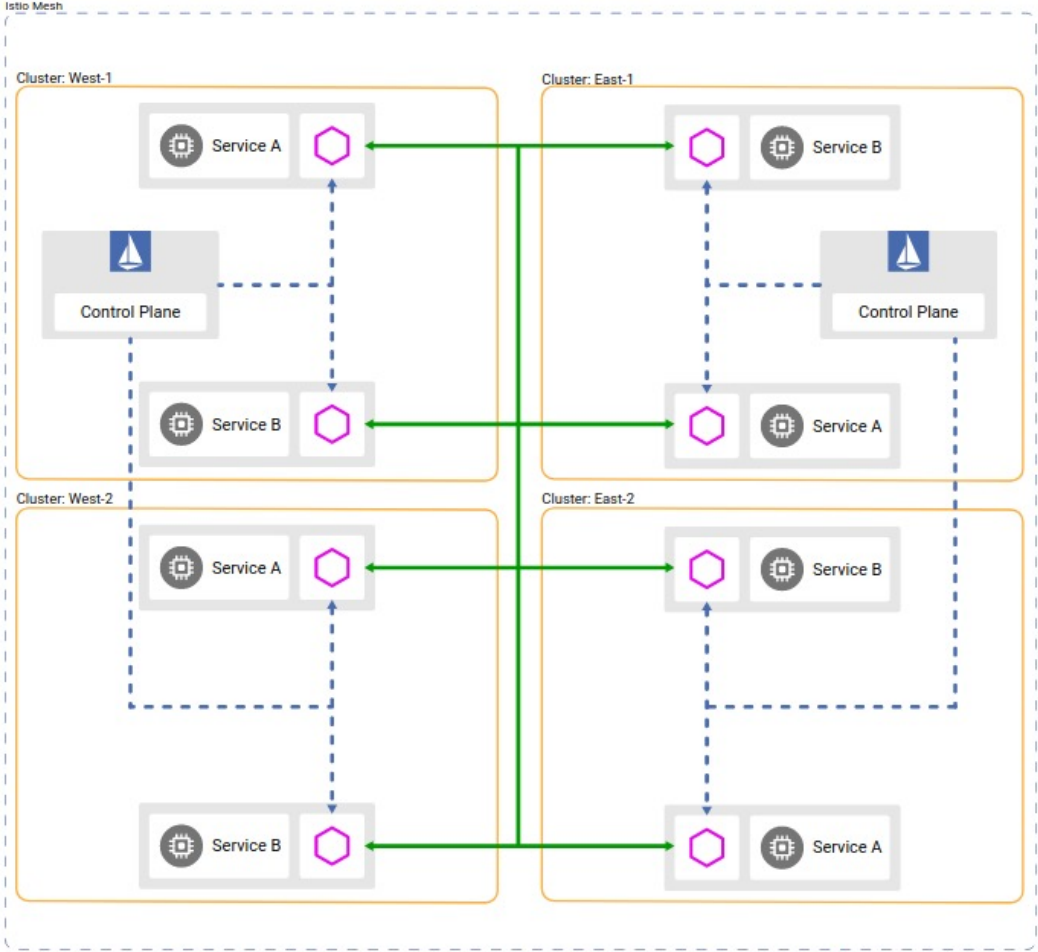 Istio Mesh
Cluster: West-1
Cluster: East-1
Service A
Service B
Control Plane
Control Plane
Service B
Service A
Cluster: West-2
Cluster: East-2
Service A
Service B
Service B
Service A